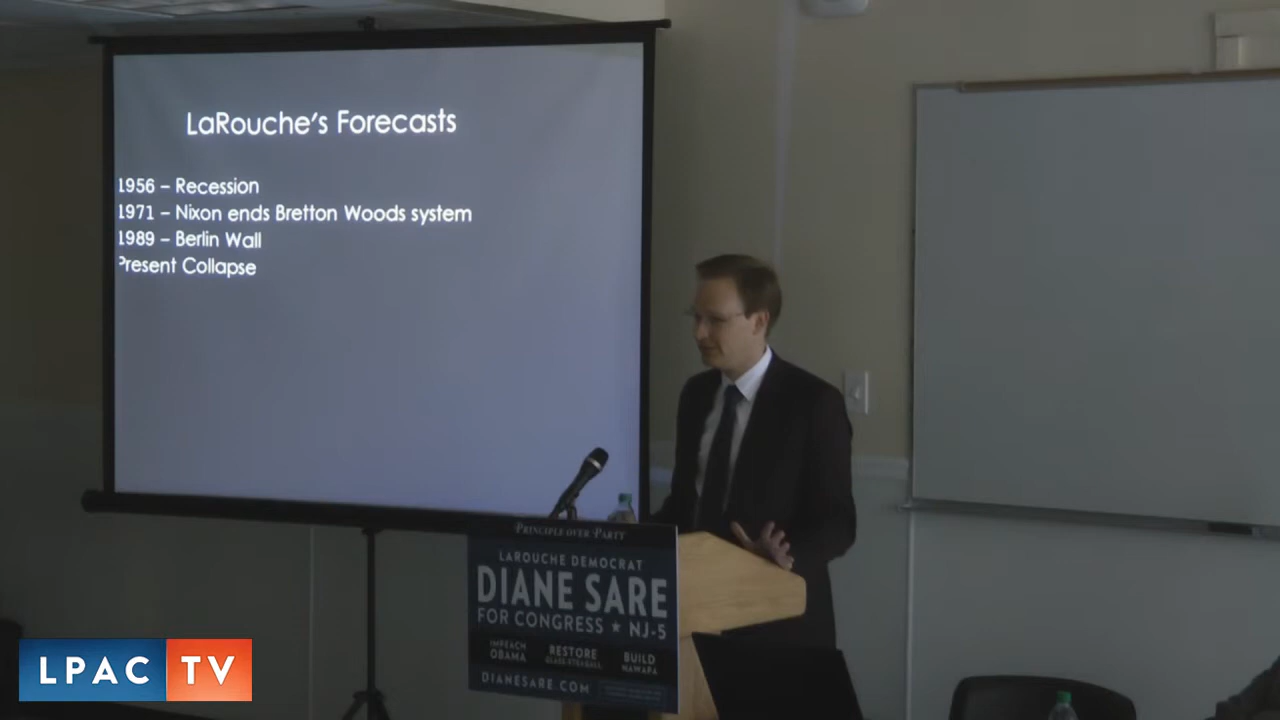 LaRouche's Forecasts
1956 – Recession
1971 – Nixon ends Bretton Woods system
1989 – Berlin Wall
Present Collapse
PRINCIPLE OVER PARTY
LAROUCHE DEMOCRAT
DIANE SARE
FOR CONGRESS ★ NJ-5
IMPEACH OBAMA
RESTORE GLASS-STEAGALL
BUILD NAWAPA
DIANESARE.COM
LPAC TV